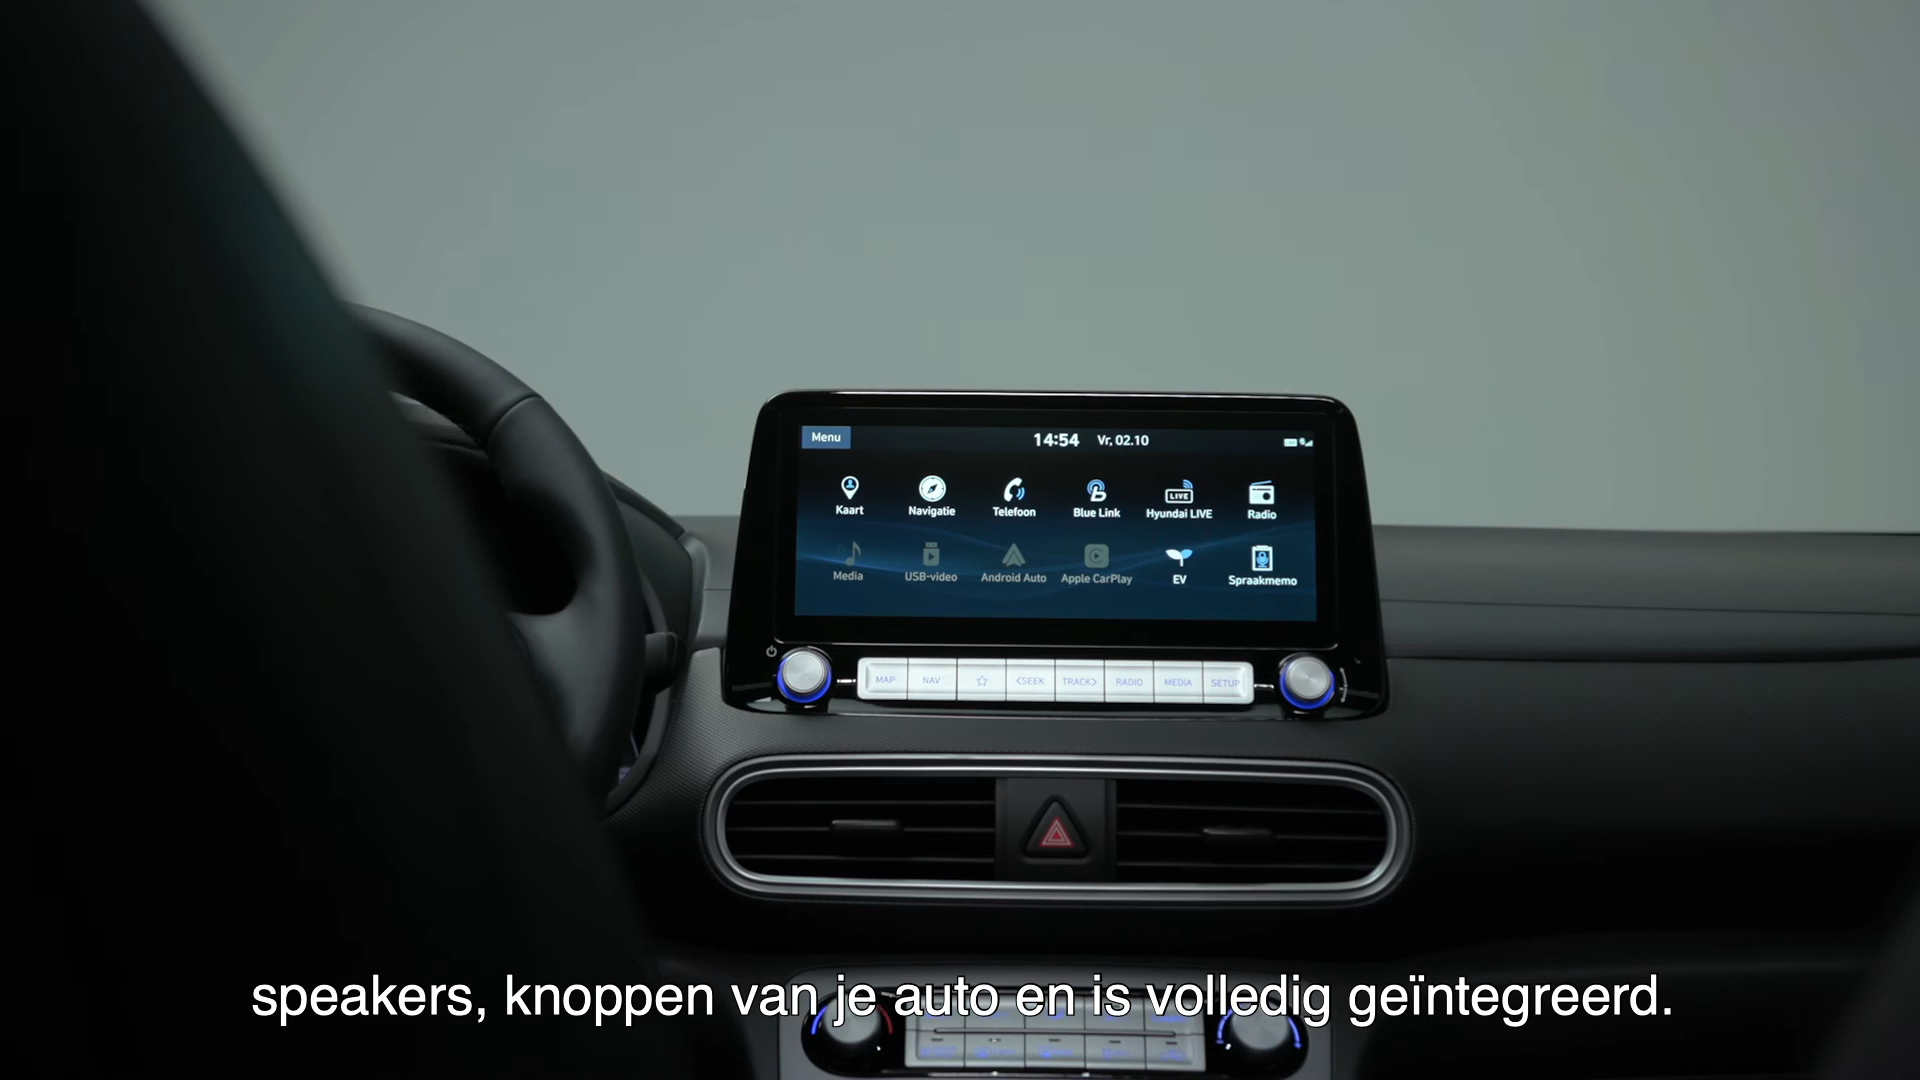 Menu 14:54 Vr, 02.10
Kaart Navigatie Telefoon Blue Link LIVE Hyundai LIVE Radio
Media USB-video Android Auto Apple CarPlay EV Spraakmemo
MAP NAV <SEEK TRACK> RADIO MEDIA SETUP
speakers, knoppen van je auto en is volledig geïntegreerd.